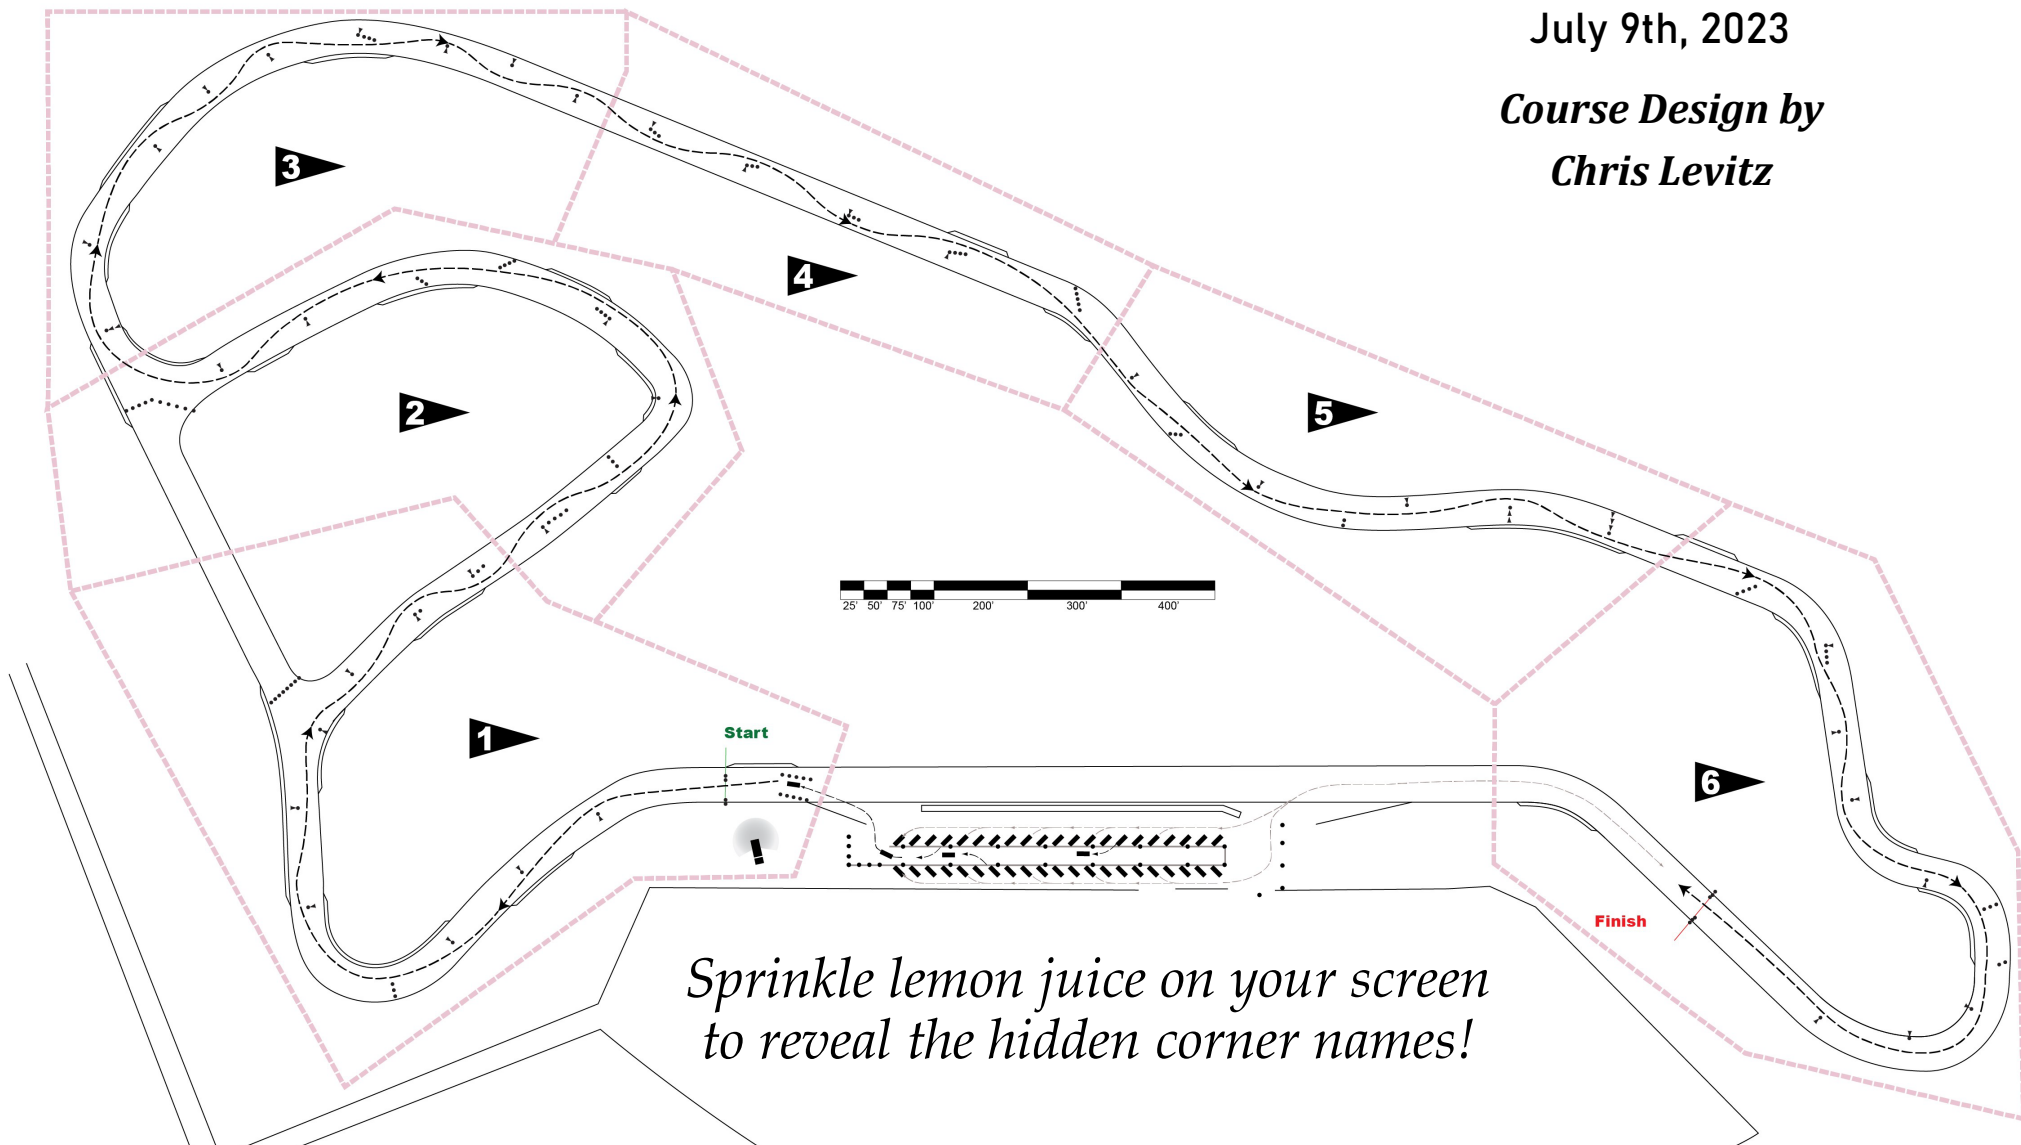 July 9th, 2023
Course Design by
Chris Levitz
3
4
2
5
25' 50' 75' 100' 200' 300' 400'
1
Start
6
Finish
Sprinkle lemon juice on your screen
to reveal the hidden corner names!